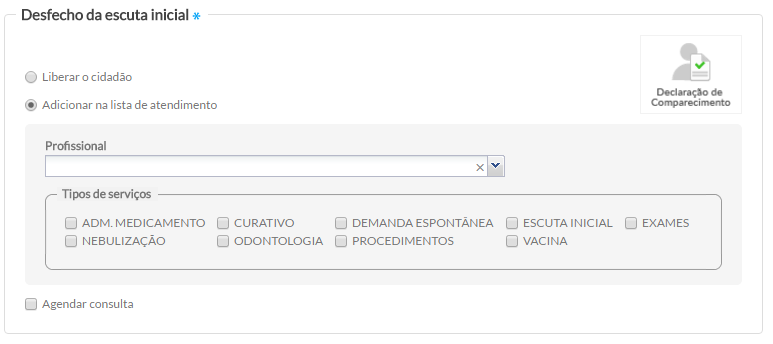 Desfecho da escuta inicial *
Liberar o cidadão
Declaração de
Comparecimento
Adicionar na lista de atendimento
Profissional
Tipos de serviços
ADM. MEDICAMENTO CURATIVO DEMANDA ESPONTÂNEA ESCUTA INICIAL EXAMES
NEBULIZAÇÃO ODONTOLOGIA PROCEDIMENTOS VACINA
Agendar consulta